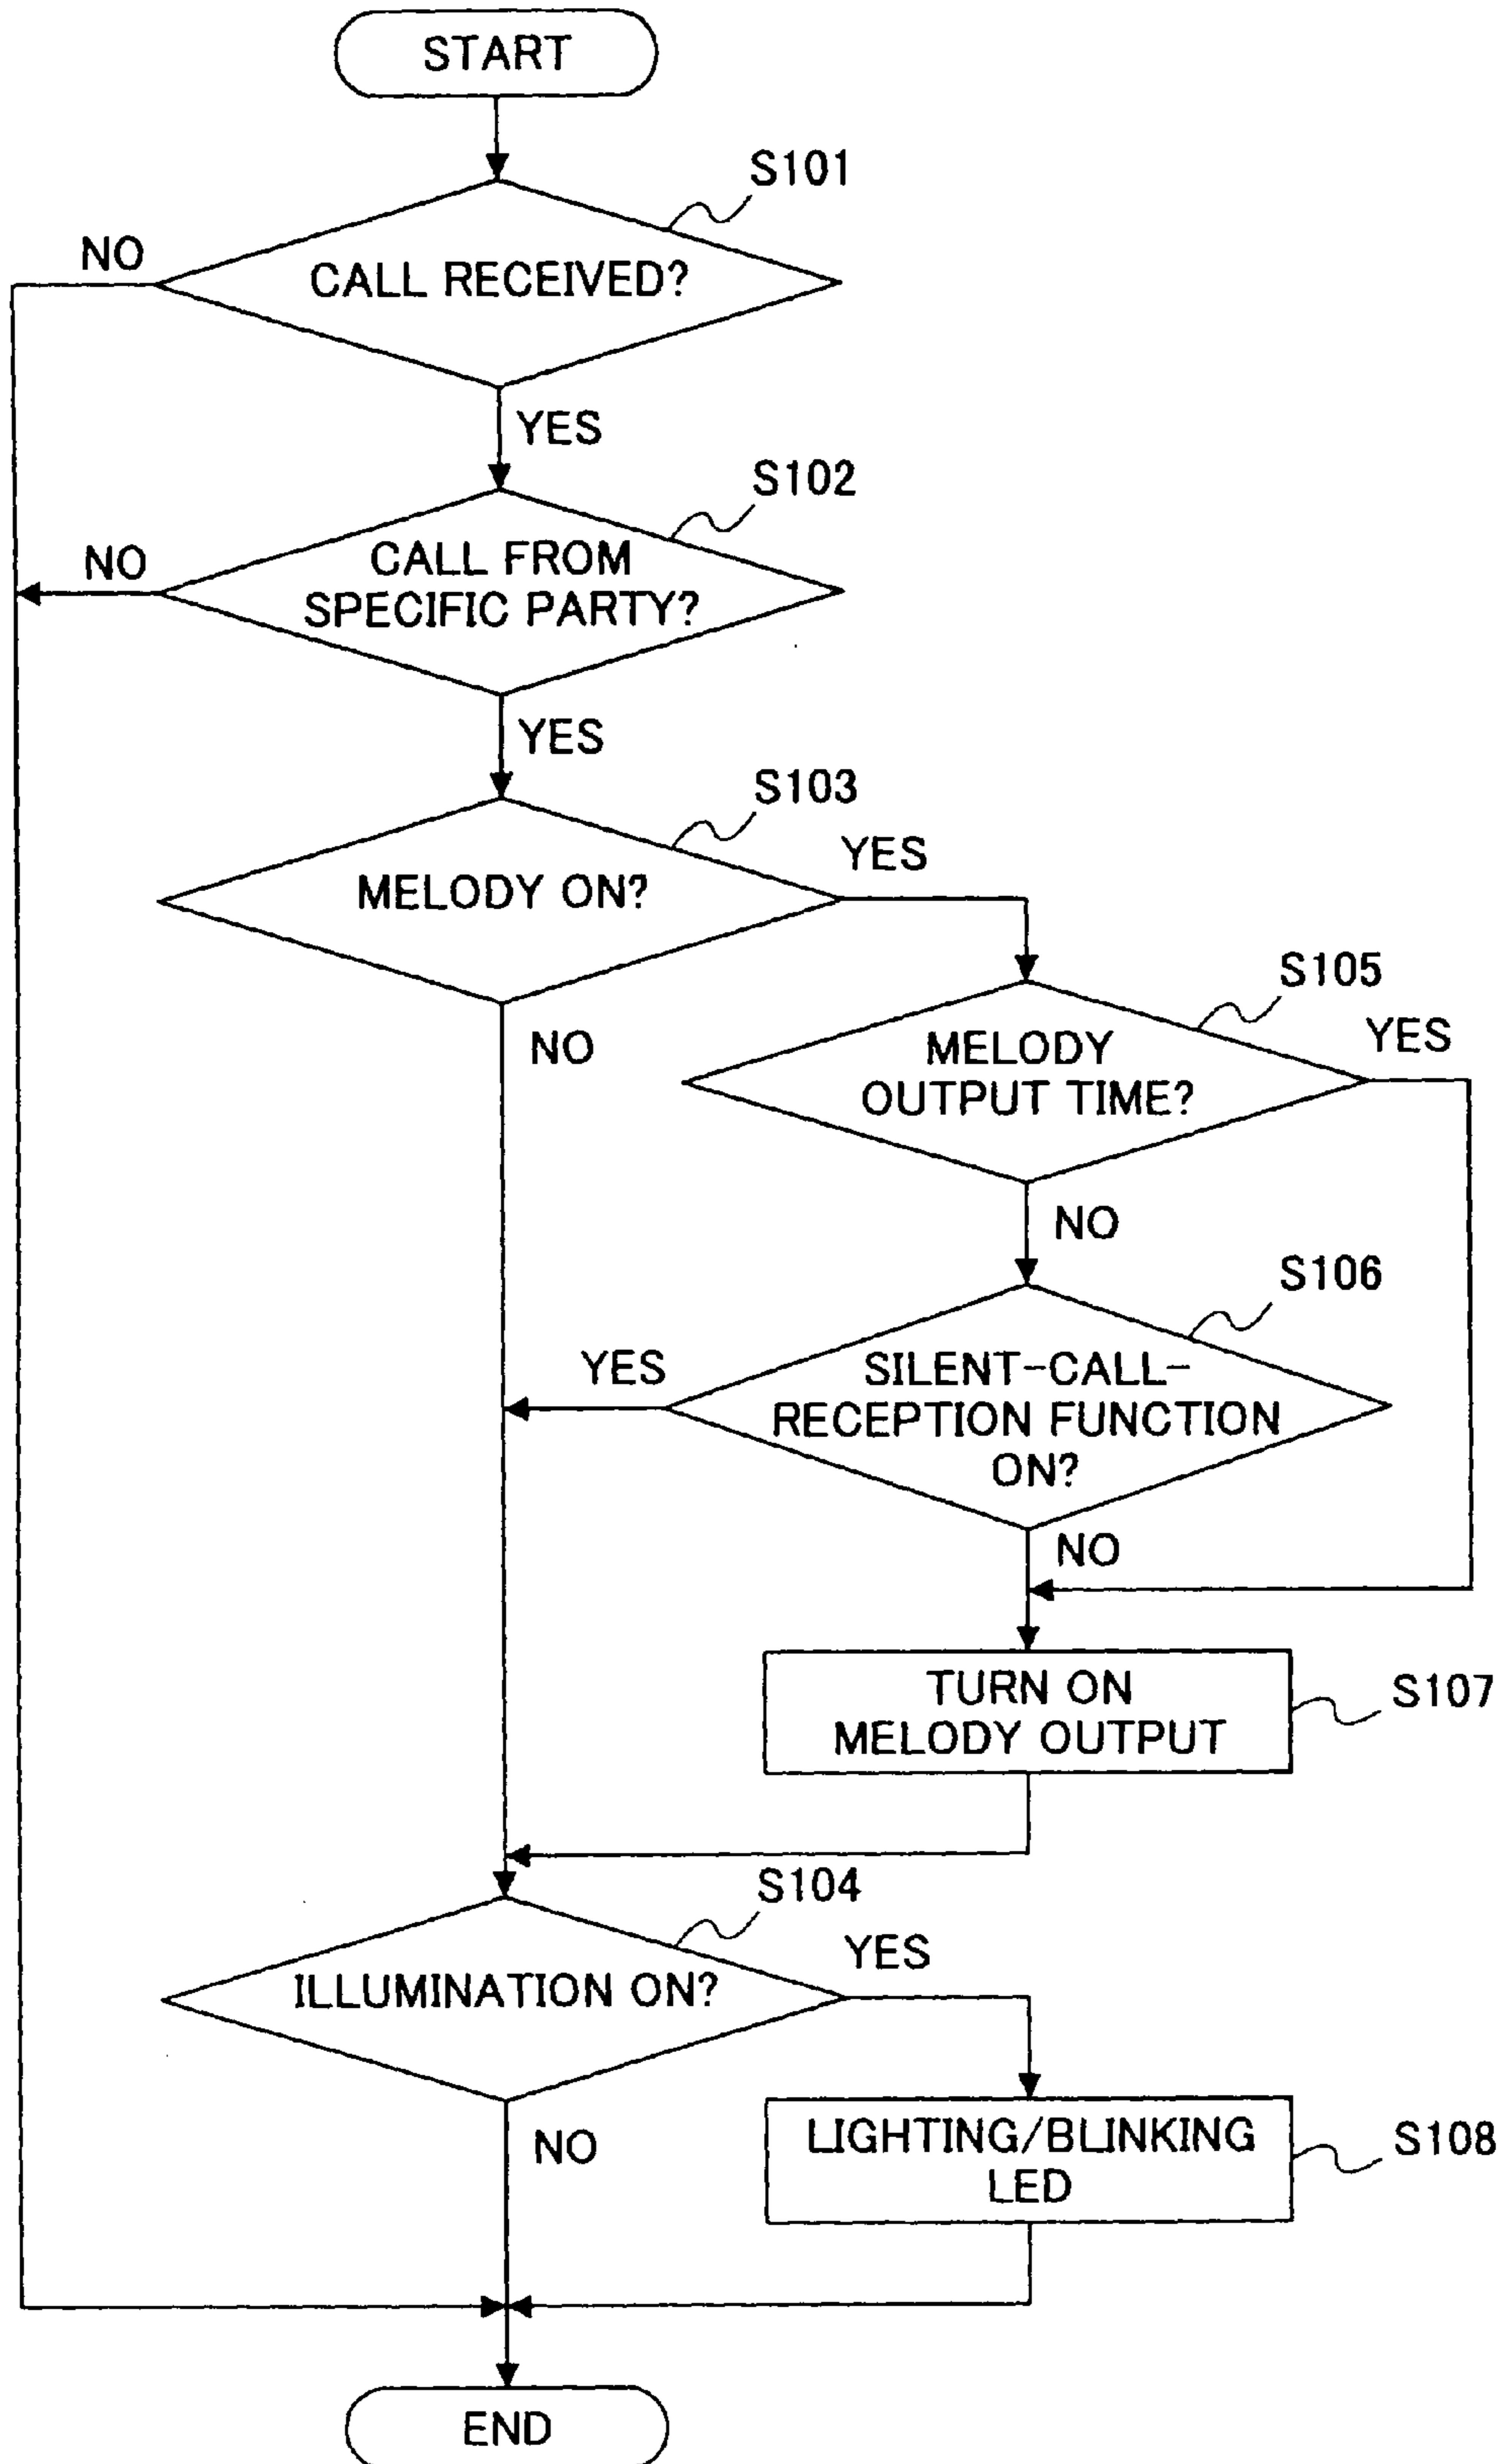 START
S101
NO
CALL RECEIVED?
YES
S102
NO
CALL FROM
SPECIFIC PARTY?
YES
S103
YES
MELODY ON?
S105
NO
YES
MELODY
OUTPUT TIME?
NO
S106
YES
SILENT-CALL-
RECEPTION FUNCTION
ON?
NO
TURN ON
MELODY OUTPUT
S107
S104
YES
ILLUMINATION ON?
NO
LIGHTING/BLINKING
LED
S108
END